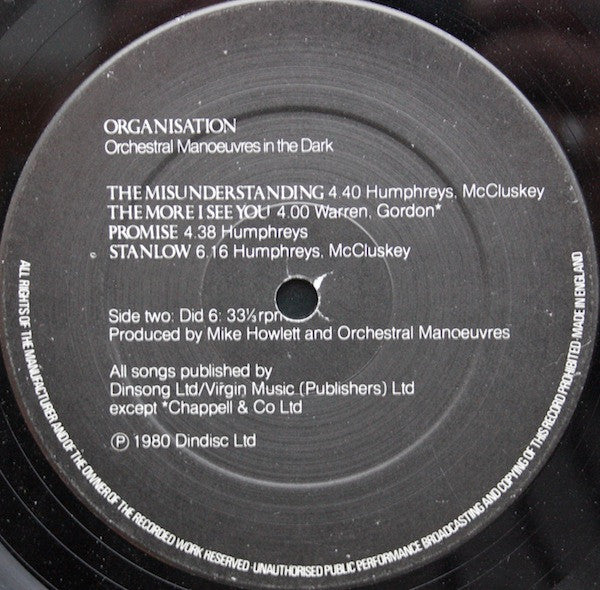 ORGANISATION
Orchestral Manoeuvres in the Dark
THE MISUNDERSTANDING 4.40 Humphreys, McCluskey
THE MORE I SEE YOU 4.00 Warren, Gordon*
PROMISE 4.38 Humphreys
STANLOW 6.16 Humphreys, McCluskey
Side two: Did 6: 33⅓ rpm
Produced by Mike Howlett and Orchestral Manoeuvres
All songs published by
Dinsong Ltd/Virgin Music (Publishers) Ltd
except *Chappell & Co Ltd
℗ 1980 Dindisc Ltd
ALL RIGHTS OF THE MANUFACTURER AND OF THE OWNER OF THE RECORDED WORK RESERVED·UNAUTHORISED PUBLIC PERFORMANCE BROADCASTING AND COPYING OF THIS RECORD PROHIBITED·MADE IN ENGLAND